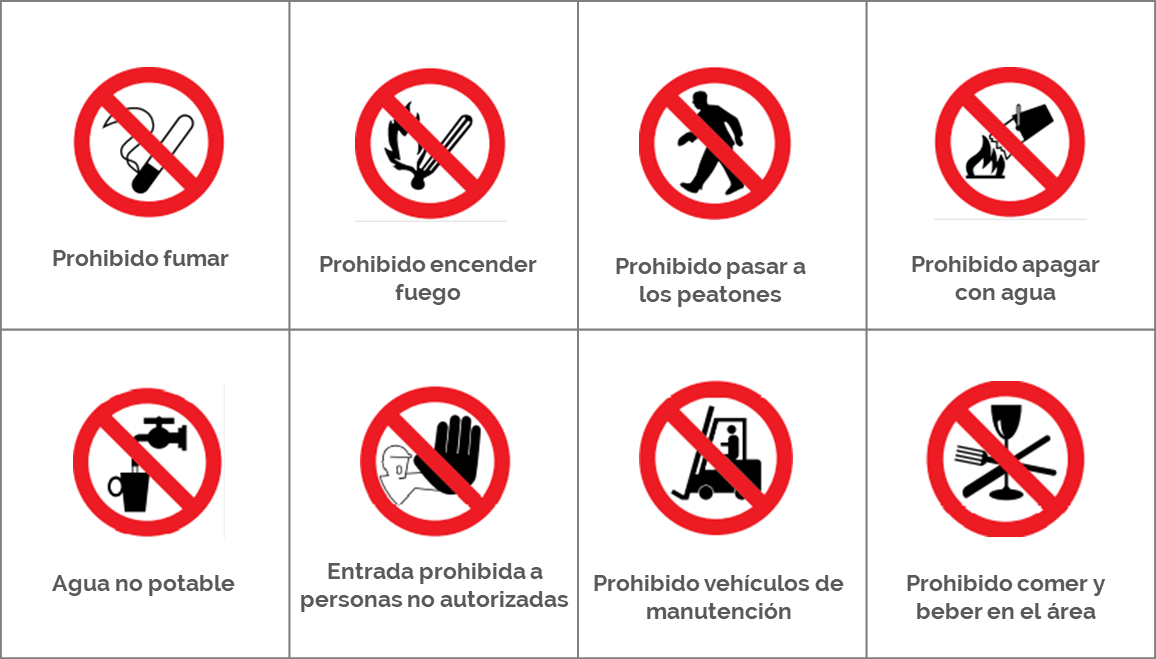 Prohibido fumar
Prohibido encender
fuego
Prohibido pasar a
los peatones
Prohibido apagar
con agua
Agua no potable
Entrada prohibida a
personas no autorizadas
Prohibido vehículos de
manutención
Prohibido comer y
beber en el área